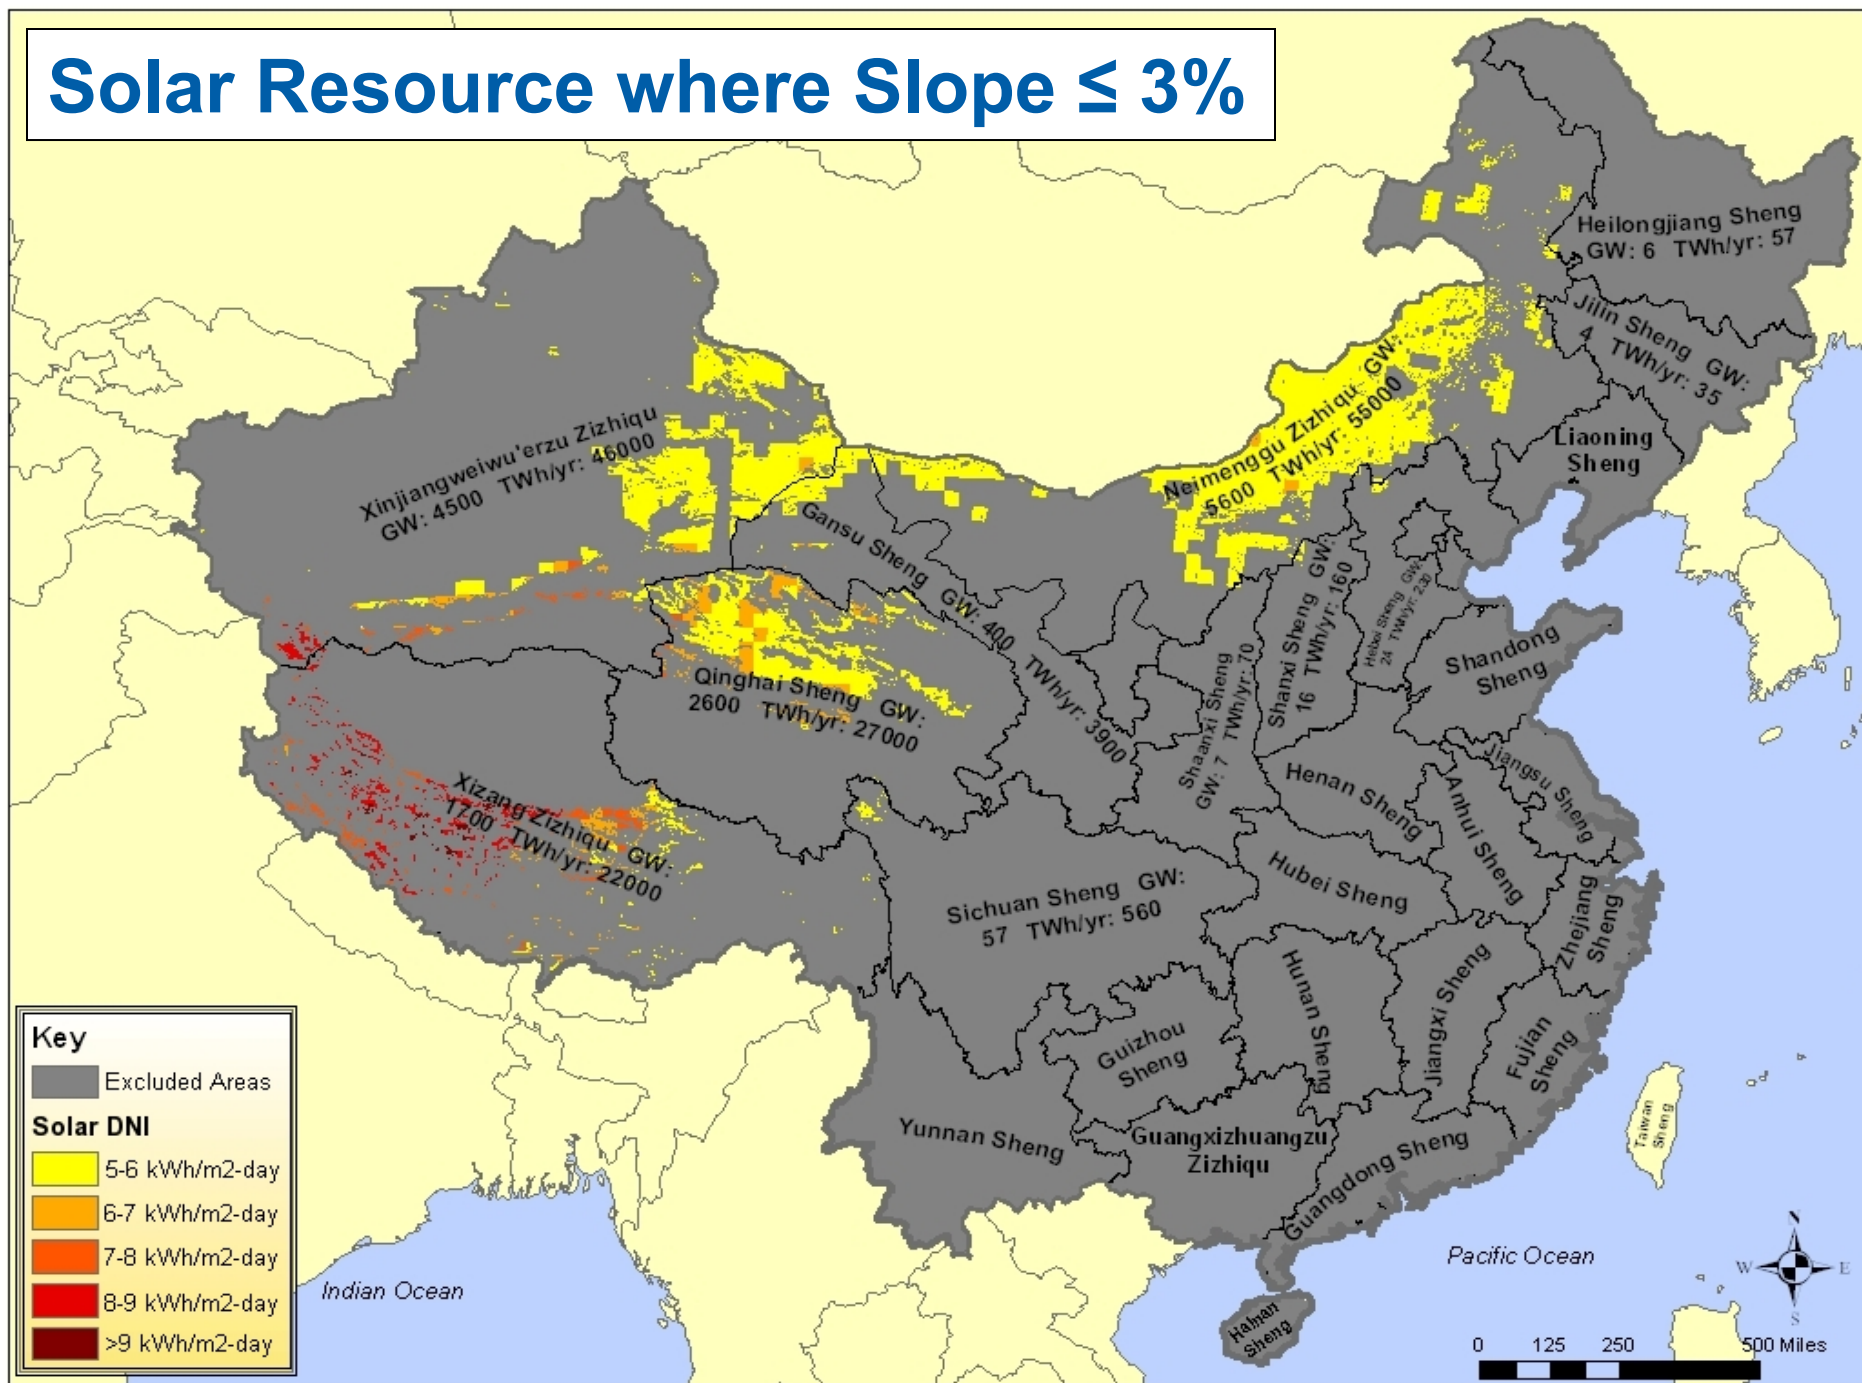 Solar Resource where Slope ≤ 3%
Heilongjiang Sheng
GW: 6 TWh/yr: 57
Jilin Sheng GW:
4 TWh/yr: 35
Liaoning
Sheng
Neimenggu Zizhiqu GW:
5600 TWh/yr: 55000
Xinjiangweiwu'erzu Zizhiqu
GW: 4500 TWh/yr: 46000
Gansu Sheng GW: 400 TWh/yr: 3900
Hebei Sheng GW:
24 TWh/yr: 230
Shanxi Sheng GW:
16 TWh/yr: 160
Shaanxi Sheng
GW: 7 TWh/yr: 70
Shandong
Sheng
Qinghai Sheng GW:
2600 TWh/yr: 27000
Xizang Zizhiqu GW:
1700 TWh/yr: 22000
Henan Sheng
Jiangsu Sheng
Anhui Sheng
Hubei Sheng
Sichuan Sheng GW:
57 TWh/yr: 560
Zhejiang
Sheng
Hunan Sheng
Jiangxi Sheng
Fujian
Sheng
Guizhou
Sheng
Yunnan Sheng
Guangxizhuangzu
Zizhiqu
Guangdong Sheng
Taiwan
Sheng
Hainan
Sheng
Key
Excluded Areas
Solar DNI
5-6 kWh/m2-day
6-7 kWh/m2-day
7-8 kWh/m2-day
8-9 kWh/m2-day
>9 kWh/m2-day
Indian Ocean
Pacific Ocean
N
W E
S
0 125 250 500 Miles